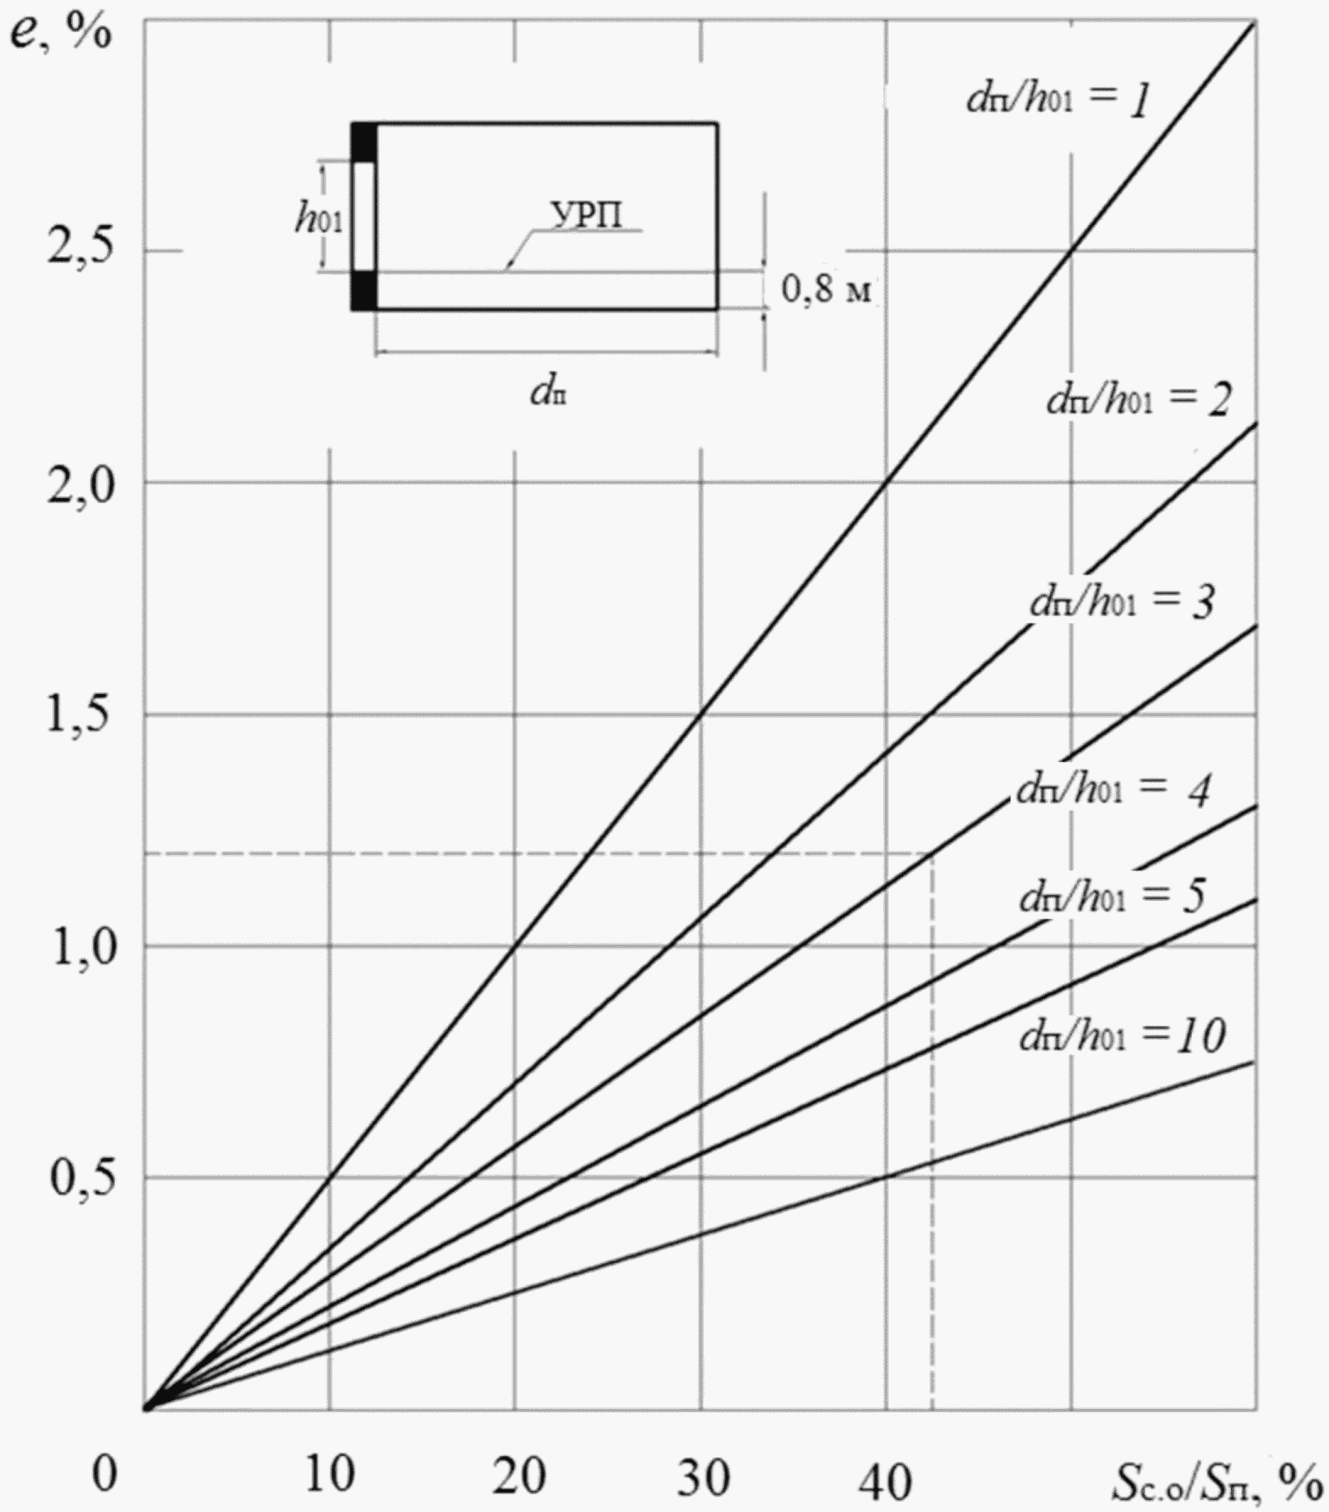 e, %
dп/h01 = 1
h01
УРП
2,5
0,8 м
dп
dп/h01 = 2
2,0
dп/h01 = 3
1,5
dп/h01 = 4
dп/h01 = 5
1,0
dп/h01 =10
0,5
0 10 20 30 40 Sс.о/Sп, %